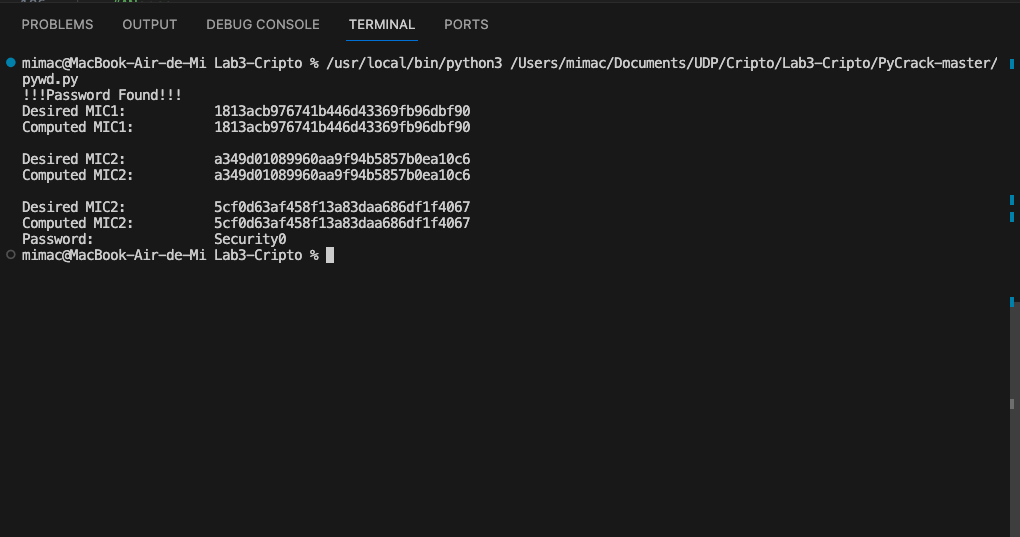 PROBLEMS OUTPUT DEBUG CONSOLE TERMINAL PORTS
mimac@MacBook-Air-de-Mi Lab3-Cripto % /usr/local/bin/python3 /Users/mimac/Documents/UDP/Cripto/Lab3-Cripto/PyCrack-master/
pywd.py
!!!Password Found!!!
Desired MIC1: 1813acb976741b446d43369fb96dbf90
Computed MIC1: 1813acb976741b446d43369fb96dbf90
Desired MIC2: a349d01089960aa9f94b5857b0ea10c6
Computed MIC2: a349d01089960aa9f94b5857b0ea10c6
Desired MIC2: 5cf0d63af458f13a83daa686df1f4067
Computed MIC2: 5cf0d63af458f13a83daa686df1f4067
Password: Security0
mimac@MacBook-Air-de-Mi Lab3-Cripto %